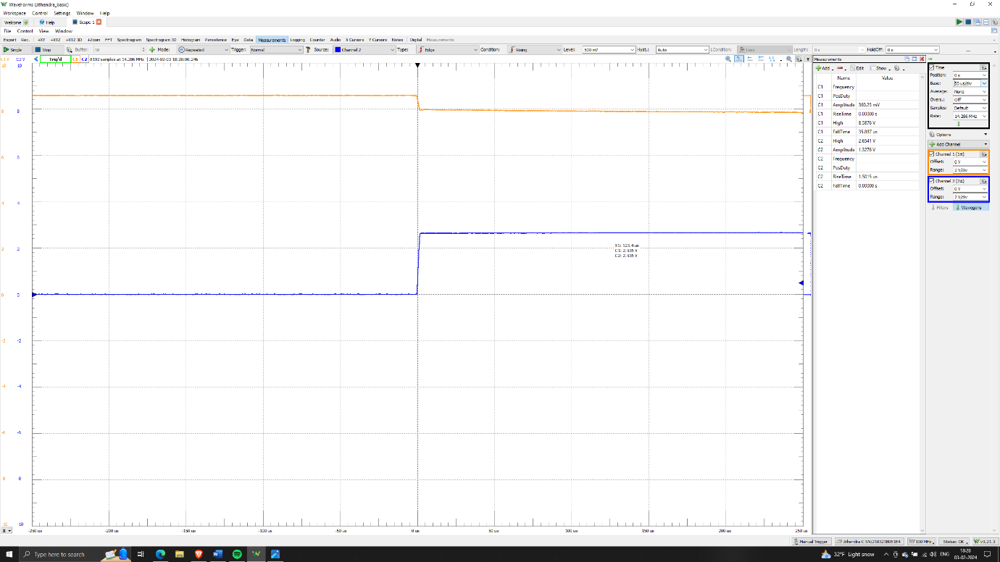 WaveForms (Jithendra_basic)
Workspace Control Settings Window Help
Welcome Help Scope 1
File Control View Window
Export Rec. +XY +XYZ +XYZ 3D +Zoom FFT Spectrogram Spectrogram 3D Histogram Persistence Eye Data Measurements Logging Counter Audio X Cursors Y Cursors Notes Digital Measurements
Single Stop Buffer: 10 Mode: Repeated Trigger: Normal Source: Channel 2 Type: Edge Condition: Rising Level: 500 mV Hyst.: Auto LCondition: Less Length: 0 s HoldOff: 0 s ...
C1 V C2 V Trig'd C1 C2 8192 samples at 14.286 MHz | 2024-02-03 18:28:00.246
10 10
8 8
6 6
4 4
2 2
0 0
-2 -2
-4 -4
-6 -6
-8 -8
-10 -10
X1: 123.4 us
C1: 2.535 V
C2: 2.535 V
X -250 us -200 us -150 us -100 us -50 us 0 us 50 us 100 us 150 us 200 us 250 us
Measurements
Add Edit Show
Name Value
C1 Frequency
C1 PosDuty
C1 Amplitude 360.25 mV
C1 RiseTime 0.00000 s
C1 High 8.5876 V
C1 FallTime 35.887 us
C2 High 2.6541 V
C2 Amplitude 1.3276 V
C2 Frequency
C2 PosDuty
C2 RiseTime 1.5015 us
C2 FallTime 0.00000 s
Time
Position: 0 s
Base: 50 us/div
Average: None
Overs.: Off
Samples: Default
Rate: 14.286 MHz
Options
Add Channel
Channel 1 (1±)
Offset: 0 V
Range: 2 V/div
Channel 2 (2±)
Offset: 0 V
Range: 2 V/div
Filters Wavegens
Manual Trigger Jithendra C SN:210321B061E4 100 MHz Status: OK v3.21.3
Type here to search
32°F Light snow ENG
18:28
03-02-2024